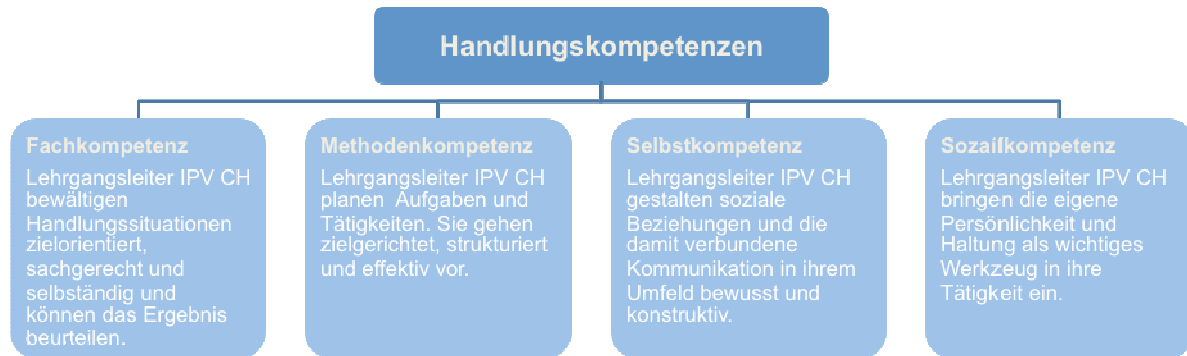 Handlungskompetenzen
Fachkompetenz
Lehrgangsleiter IPV CH
bewältigen
Handlungssituationen
zielorientiert,
sachgerecht und
selbständig und
können das Ergebnis
beurteilen.
Methodenkompetenz
Lehrgangsleiter IPV CH
planen Aufgaben und
Tätigkeiten. Sie gehen
zielgerichtet, strukturiert
und effektiv vor.
Selbstkompetenz
Lehrgangsleiter IPV CH
gestalten soziale
Beziehungen und die
damit verbundene
Kommunikation in ihrem
Umfeld bewusst und
konstruktiv.
Sozaifkompetenz
Lehrgangsleiter IPV CH
bringen die eigene
Persönlichkeit und
Haltung als wichtiges
Werkzeug in ihre
Tätigkeit ein.